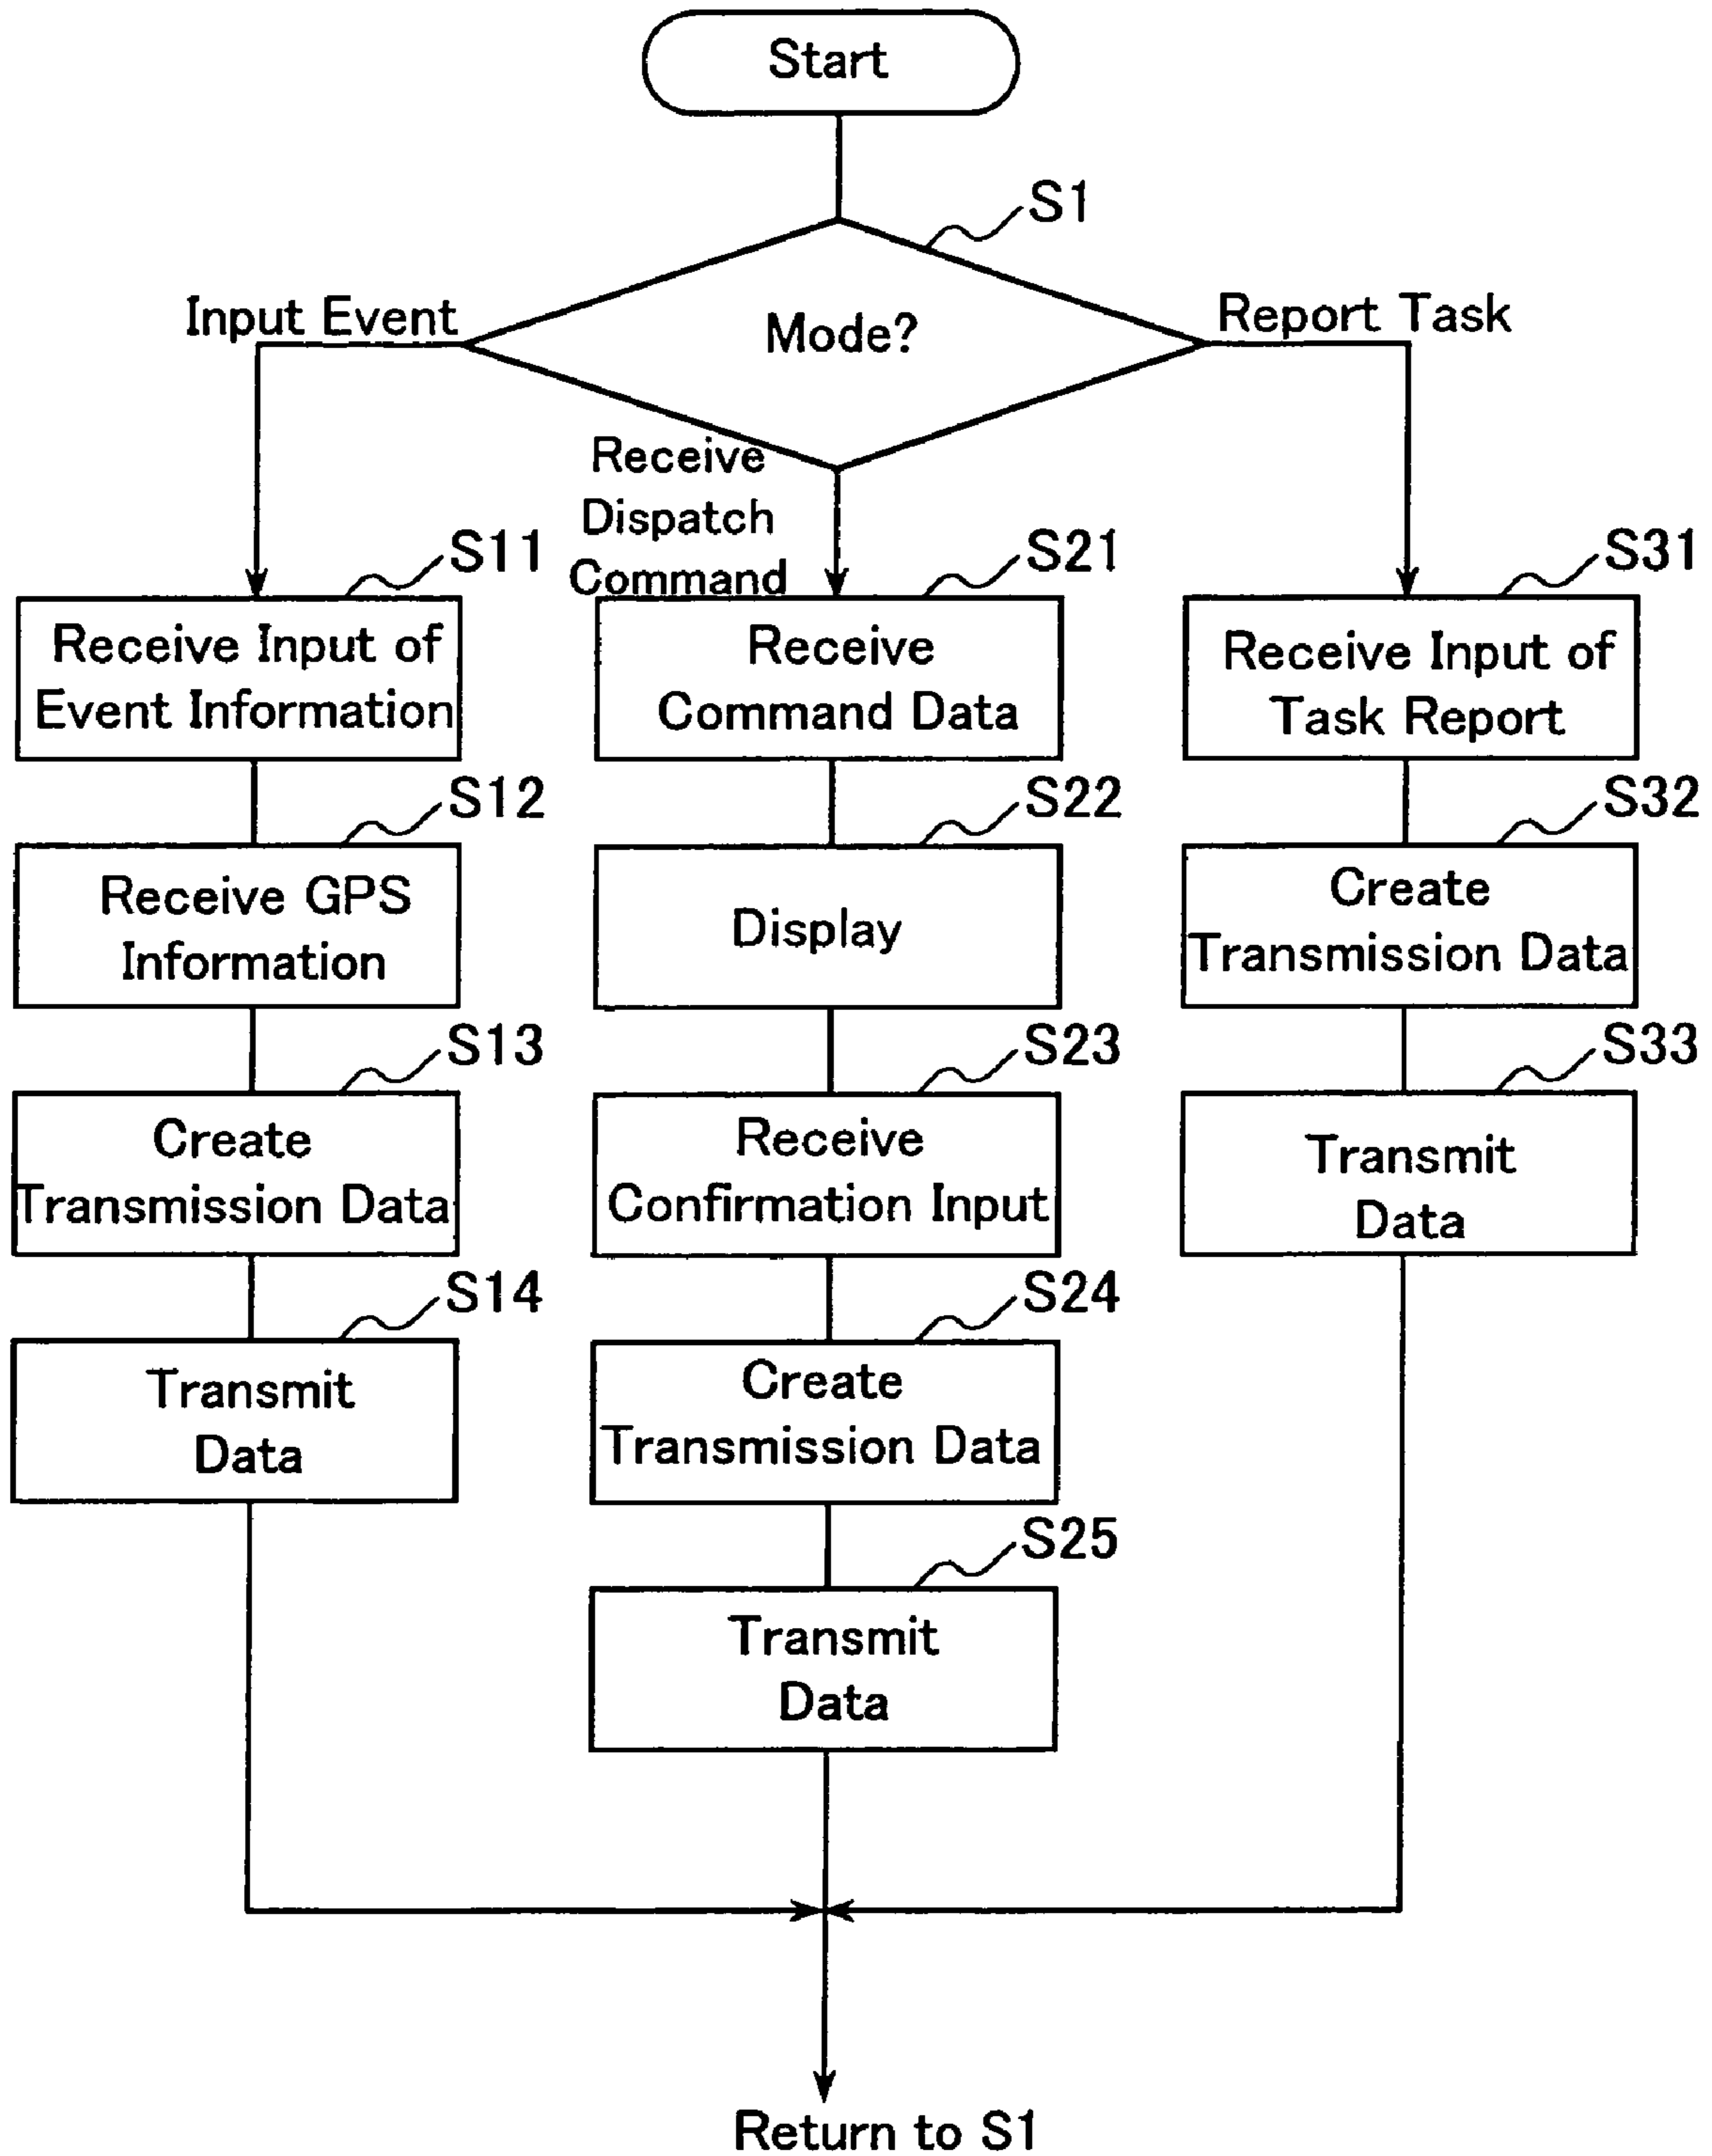 Start
S1
Mode?
Input Event
Report Task
Receive
Dispatch
Command
S11
Receive Input of
Event Information
S12
Receive GPS
Information
S13
Create
Transmission Data
S14
Transmit
Data
S21
Receive
Command Data
S22
Display
S23
Receive
Confirmation Input
S24
Create
Transmission Data
S25
Transmit
Data
S31
Receive Input of
Task Report
S32
Create
Transmission Data
S33
Transmit
Data
Return to S1